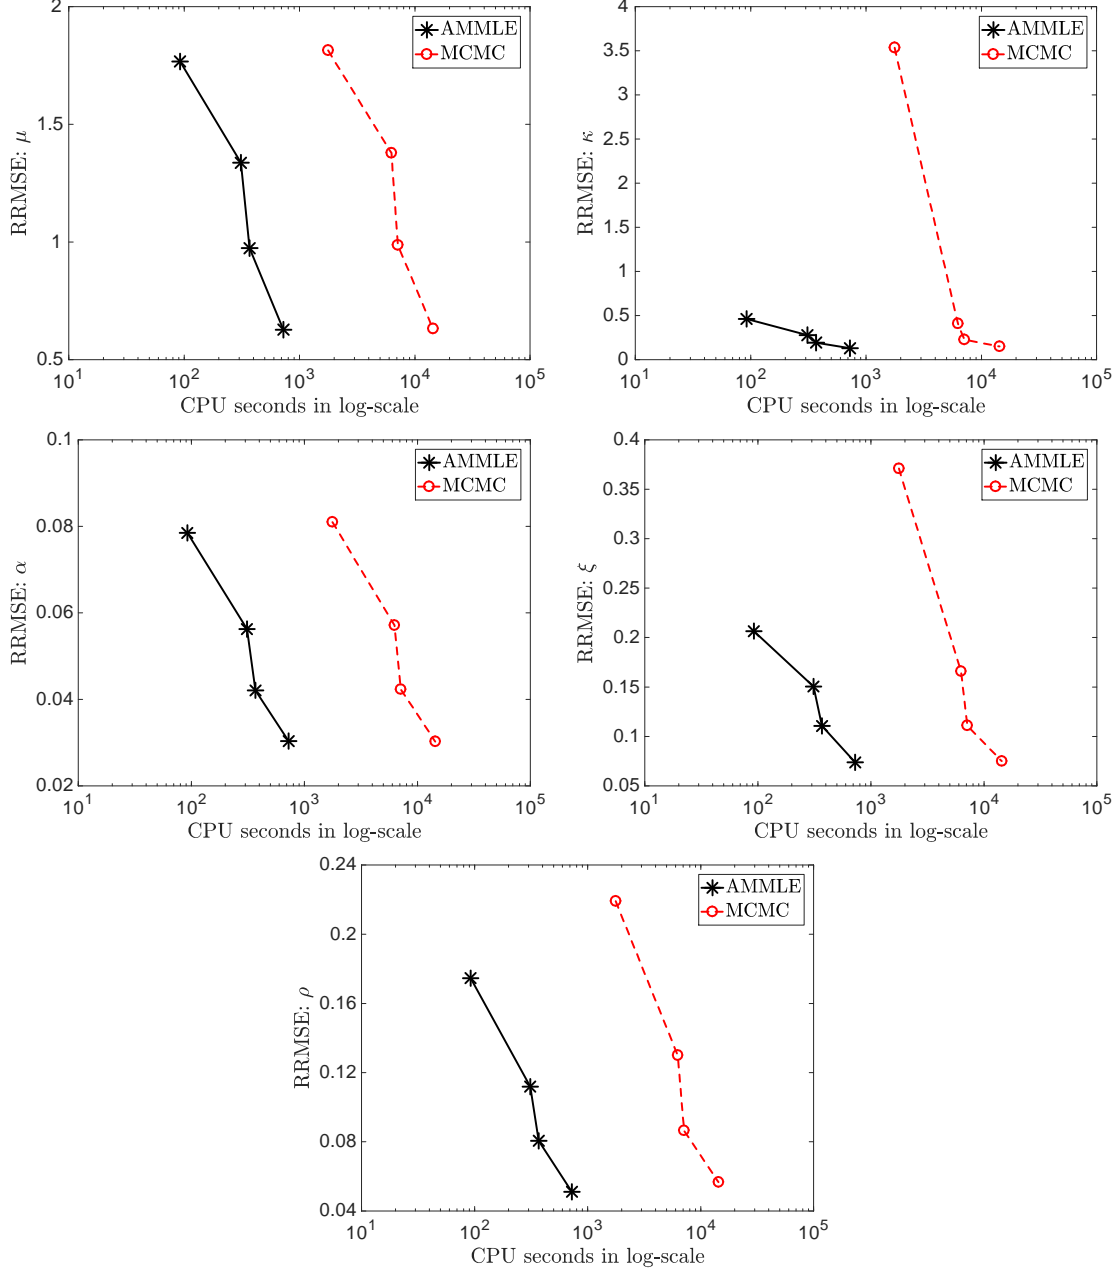 2
1.5
1
0.5
RRMSE: μ
AMMLE
MCMC
10^1 10^2 10^3 10^4 10^5
CPU seconds in log-scale
4
3.5
3
2.5
2
1.5
1
0.5
0
RRMSE: κ
AMMLE
MCMC
10^1 10^2 10^3 10^4 10^5
CPU seconds in log-scale
0.1
0.08
0.06
0.04
0.02
RRMSE: α
AMMLE
MCMC
10^1 10^2 10^3 10^4 10^5
CPU seconds in log-scale
0.4
0.35
0.3
0.25
0.2
0.15
0.1
0.05
RRMSE: ξ
AMMLE
MCMC
10^1 10^2 10^3 10^4 10^5
CPU seconds in log-scale
0.24
0.2
0.16
0.12
0.08
0.04
RRMSE: ρ
AMMLE
MCMC
10^1 10^2 10^3 10^4 10^5
CPU seconds in log-scale